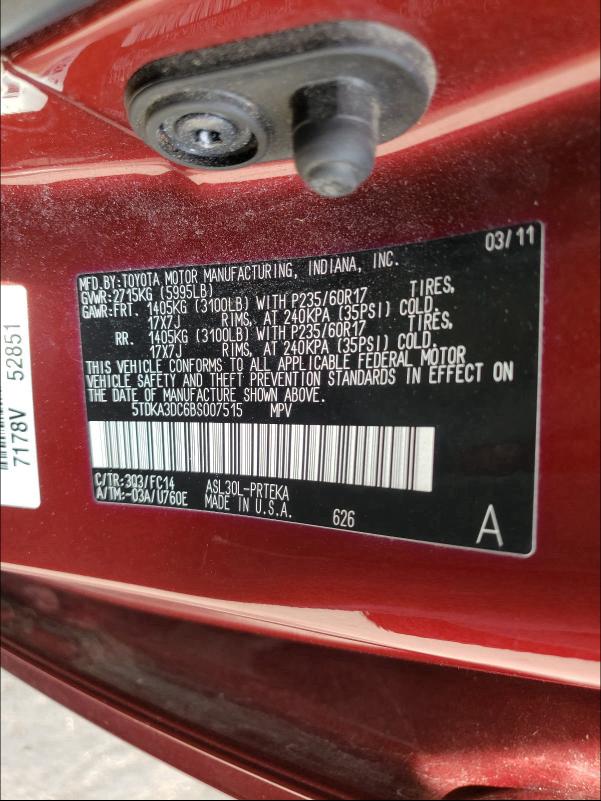 03/11
MFD.BY:TOYOTA MOTOR MANUFACTURING, INDIANA, INC.
GVWR:2715KG (5995LB)
GAWR:FRT. 1405KG (3100LB) WITH P235/60R17 TIRES,
17X7J RIMS, AT 240KPA (35PSI) COLD.
RR. 1405KG (3100LB) WITH P235/60R17 TIRES,
17X7J RIMS, AT 240KPA (35PSI) COLD.
THIS VEHICLE CONFORMS TO ALL APPLICABLE FEDERAL MOTOR
VEHICLE SAFETY AND THEFT PREVENTION STANDARDS IN EFFECT ON
THE DATE OF MANUFACTURE SHOWN ABOVE.
5TDKA3DC6BS007515 MPV
C/TR:3Q3/FC14 ASL30L-PRTEKA
A/TM:-03A/U760E MADE IN U.S.A.
626
A
7178V 52851